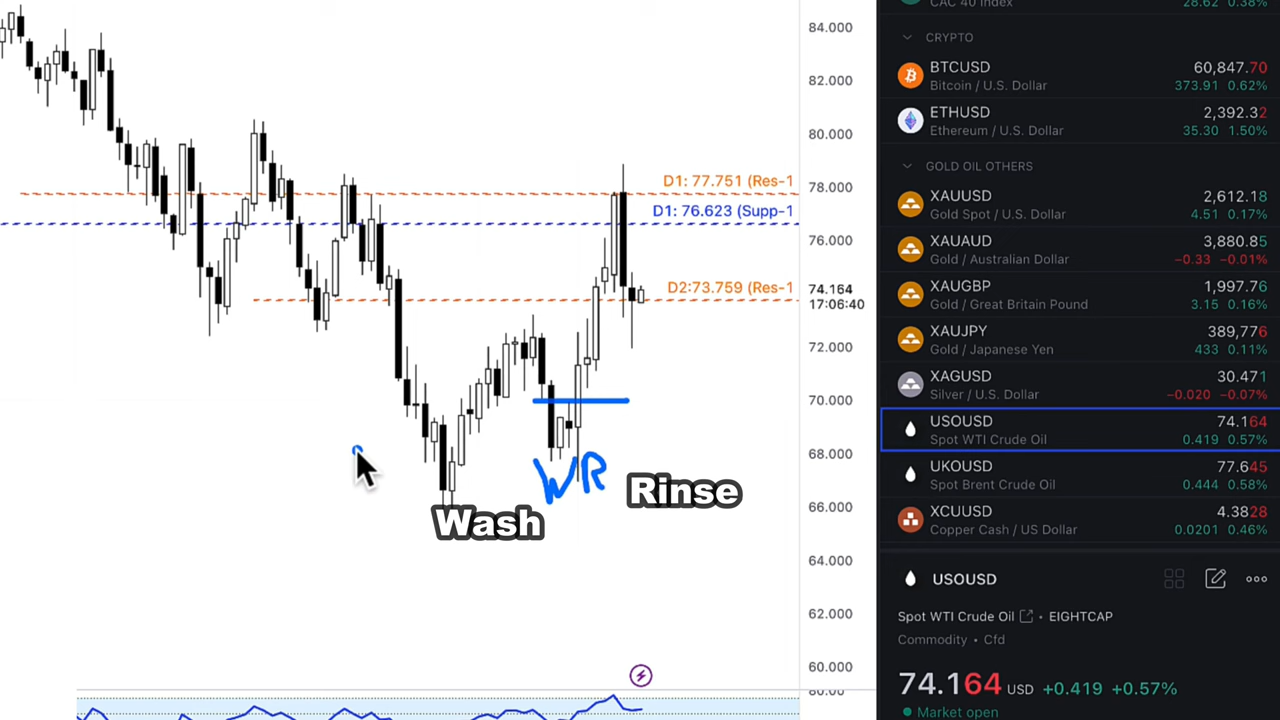 84.000
82.000
80.000
78.000
76.000
74.164
17:06:40
72.000
70.000
68.000
66.000
64.000
62.000
60.000
80.00
D1: 77.751 (Res-1
D1: 76.623 (Supp-1
D2:73.759 (Res-1
WR
Wash
Rinse
CAC 40 Index 28.62 0.38%
CRYPTO
BTCUSD 60,847.70
Bitcoin / U.S. Dollar 373.91 0.62%
ETHUSD 2,392.32
Ethereum / U.S. Dollar 35.30 1.50%
GOLD OIL OTHERS
XAUUSD 2,612.18
Gold Spot / U.S. Dollar 4.51 0.17%
XAUAUD 3,880.85
Gold / Australian Dollar −0.33 −0.01%
XAUGBP 1,997.76
Gold / Great Britain Pound 3.15 0.16%
XAUJPY 389,776
Gold / Japanese Yen 433 0.11%
XAGUSD 30.471
Silver / U.S. Dollar −0.020 −0.07%
USOUSD 74.164
Spot WTI Crude Oil 0.419 0.57%
UKOUSD 77.645
Spot Brent Crude Oil 0.444 0.58%
XCUUSD 4.3828
Copper Cash / US Dollar 0.0201 0.46%
USOUSD
Spot WTI Crude Oil • EIGHTCAP
Commodity • Cfd
74.164 USD +0.419 +0.57%
Market open